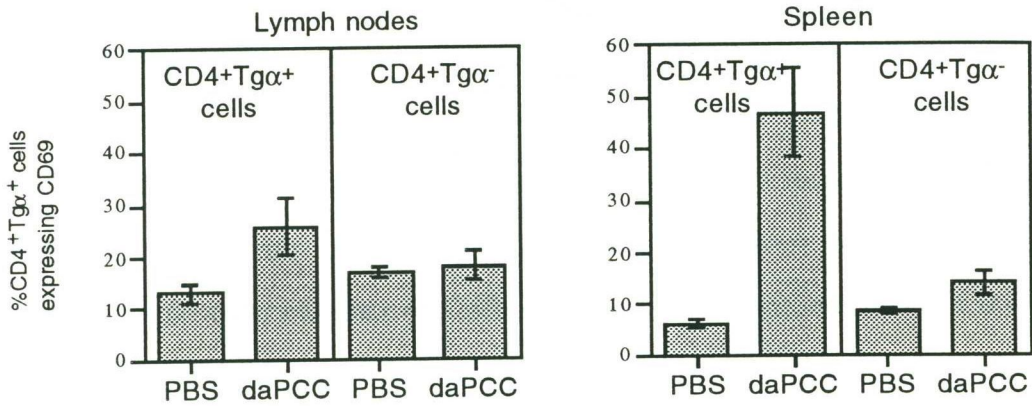 Lymph nodes
%CD4+Tgα+ cells
expressing CD69
60
50
40
30
20
10
0
CD4+Tgα+
cells
CD4+Tgα-
cells
PBS
daPCC
PBS
daPCC
Spleen
60
50
40
30
20
10
0
CD4+Tgα+
cells
CD4+Tgα-
cells
PBS
daPCC
PBS
daPCC